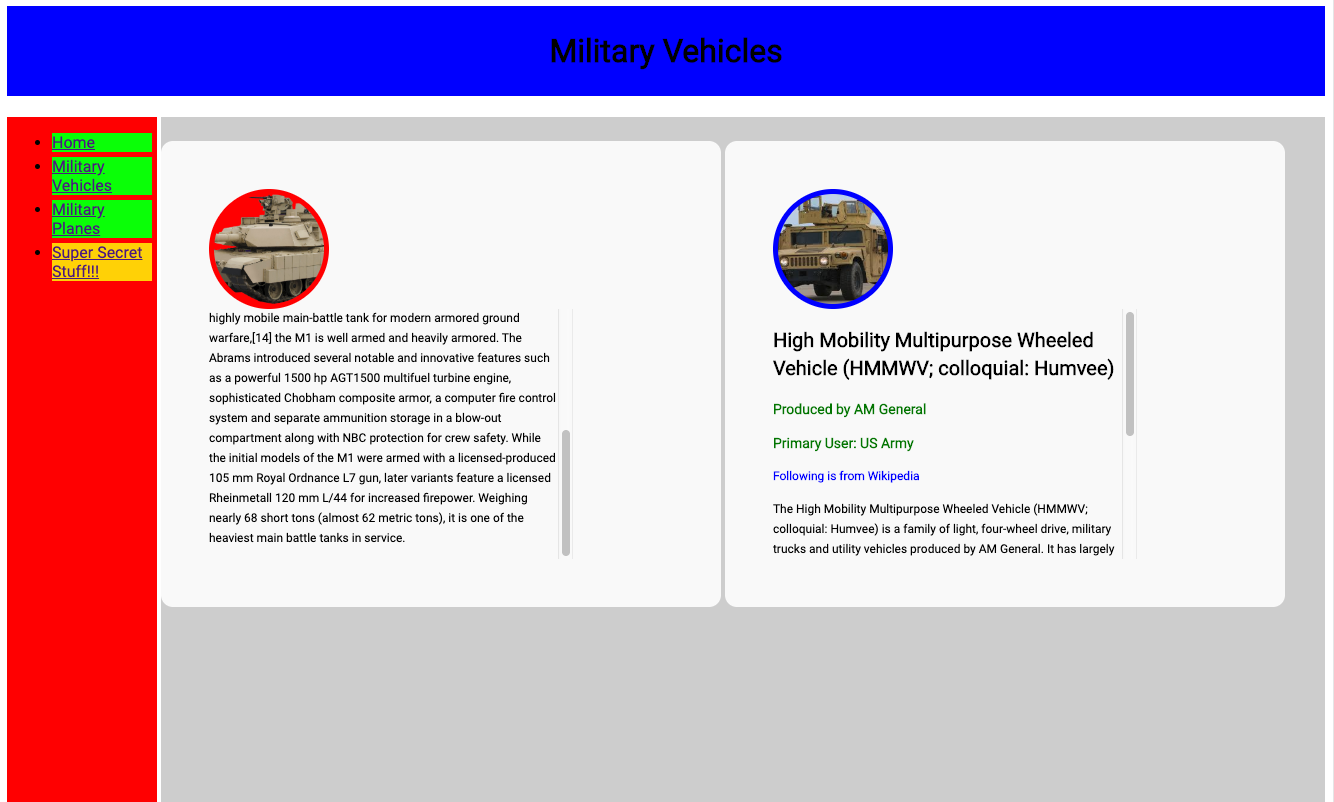 Military Vehicles
Home
Military
Vehicles
Military
Planes
Super Secret
Stuff!!!
highly mobile main-battle tank for modern armored ground
warfare,[14] the M1 is well armed and heavily armored. The
Abrams introduced several notable and innovative features such
as a powerful 1500 hp AGT1500 multifuel turbine engine,
sophisticated Chobham composite armor, a computer fire control
system and separate ammunition storage in a blow-out
compartment along with NBC protection for crew safety. While
the initial models of the M1 were armed with a licensed-produced
105 mm Royal Ordnance L7 gun, later variants feature a licensed
Rheinmetall 120 mm L/44 for increased firepower. Weighing
nearly 68 short tons (almost 62 metric tons), it is one of the
heaviest main battle tanks in service.
High Mobility Multipurpose Wheeled
Vehicle (HMMWV; colloquial: Humvee)
Produced by AM General
Primary User: US Army
Following is from Wikipedia
The High Mobility Multipurpose Wheeled Vehicle (HMMWV;
colloquial: Humvee) is a family of light, four-wheel drive, military
trucks and utility vehicles produced by AM General. It has largely